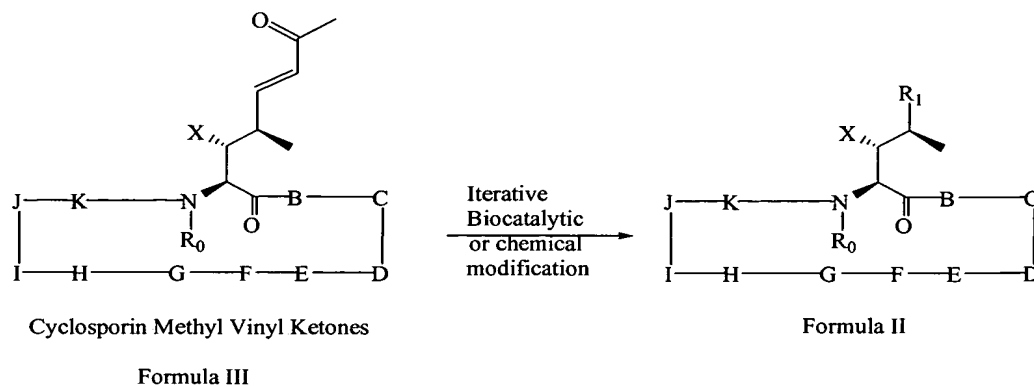 O
X
R₁
X
J K N O B C
R₀
I H G F E D
Iterative
Biocatalytic
or chemical
modification
J K N O B C
R₀
I H G F E D
Cyclosporin Methyl Vinyl Ketones
Formula II
Formula III